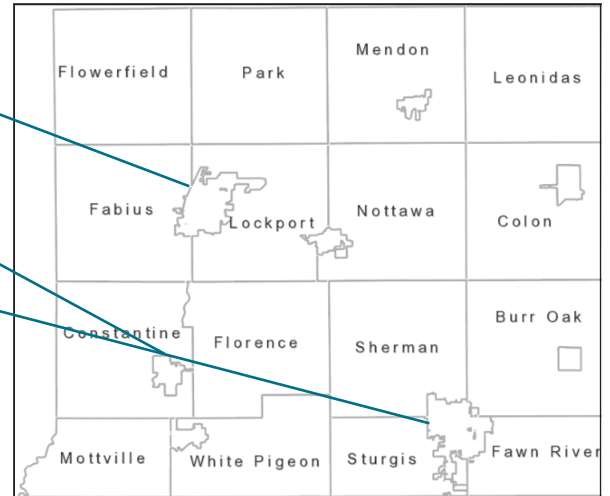 Mendon
Flowerfield
Park
Leonidas
Fabius
Lockport
Nottawa
Colon
Burr Oak
Constantine
Florence
Sherman
Mottville
White Pigeon
Sturgis
Fawn River